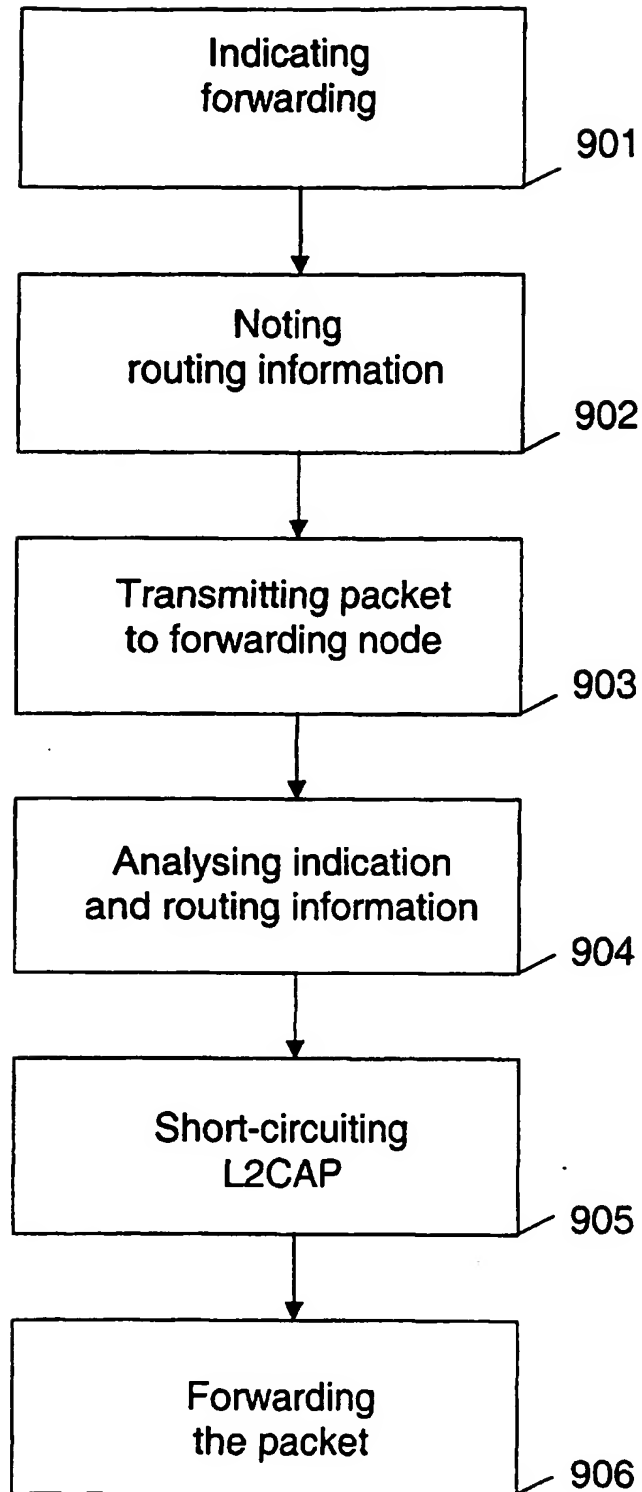 Indicating
forwarding
901
Noting
routing information
902
Transmitting packet
to forwarding node
903
Analysing indication
and routing information
904
Short-circuiting
L2CAP
905
Forwarding
the packet
906